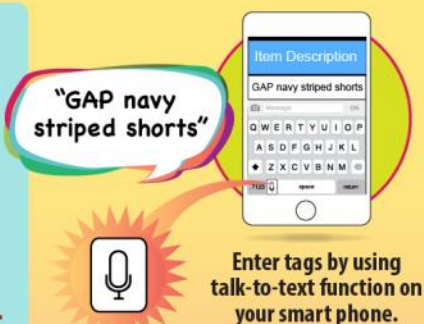 Item Description
GAP navy striped shorts
Message
Q W E R T Y U I O P
A S D F G H J K L
Z X C V B N M
space
return
"GAP navy
striped shorts"
Enter tags by using
talk-to-text function on
your smart phone.